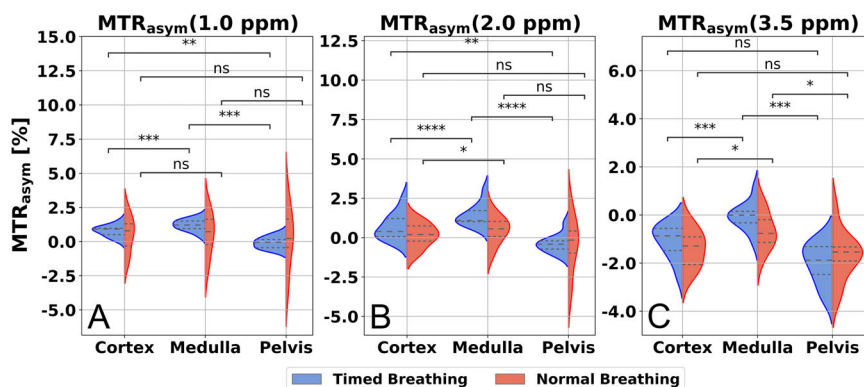 MTRasym(1.0 ppm)
MTRasym [%]
15.0
12.5
10.0
7.5
5.0
2.5
0.0
-2.5
-5.0
**
ns
ns
***
***
ns
A
Cortex Medulla Pelvis
MTRasym(2.0 ppm)
12.5
10.0
7.5
5.0
2.5
0.0
-2.5
-5.0
**
ns
ns
****
****
*
B
Cortex Medulla Pelvis
MTRasym(3.5 ppm)
6.0
4.0
2.0
0.0
-2.0
-4.0
ns
ns
*
***
***
*
C
Cortex Medulla Pelvis
Timed Breathing Normal Breathing